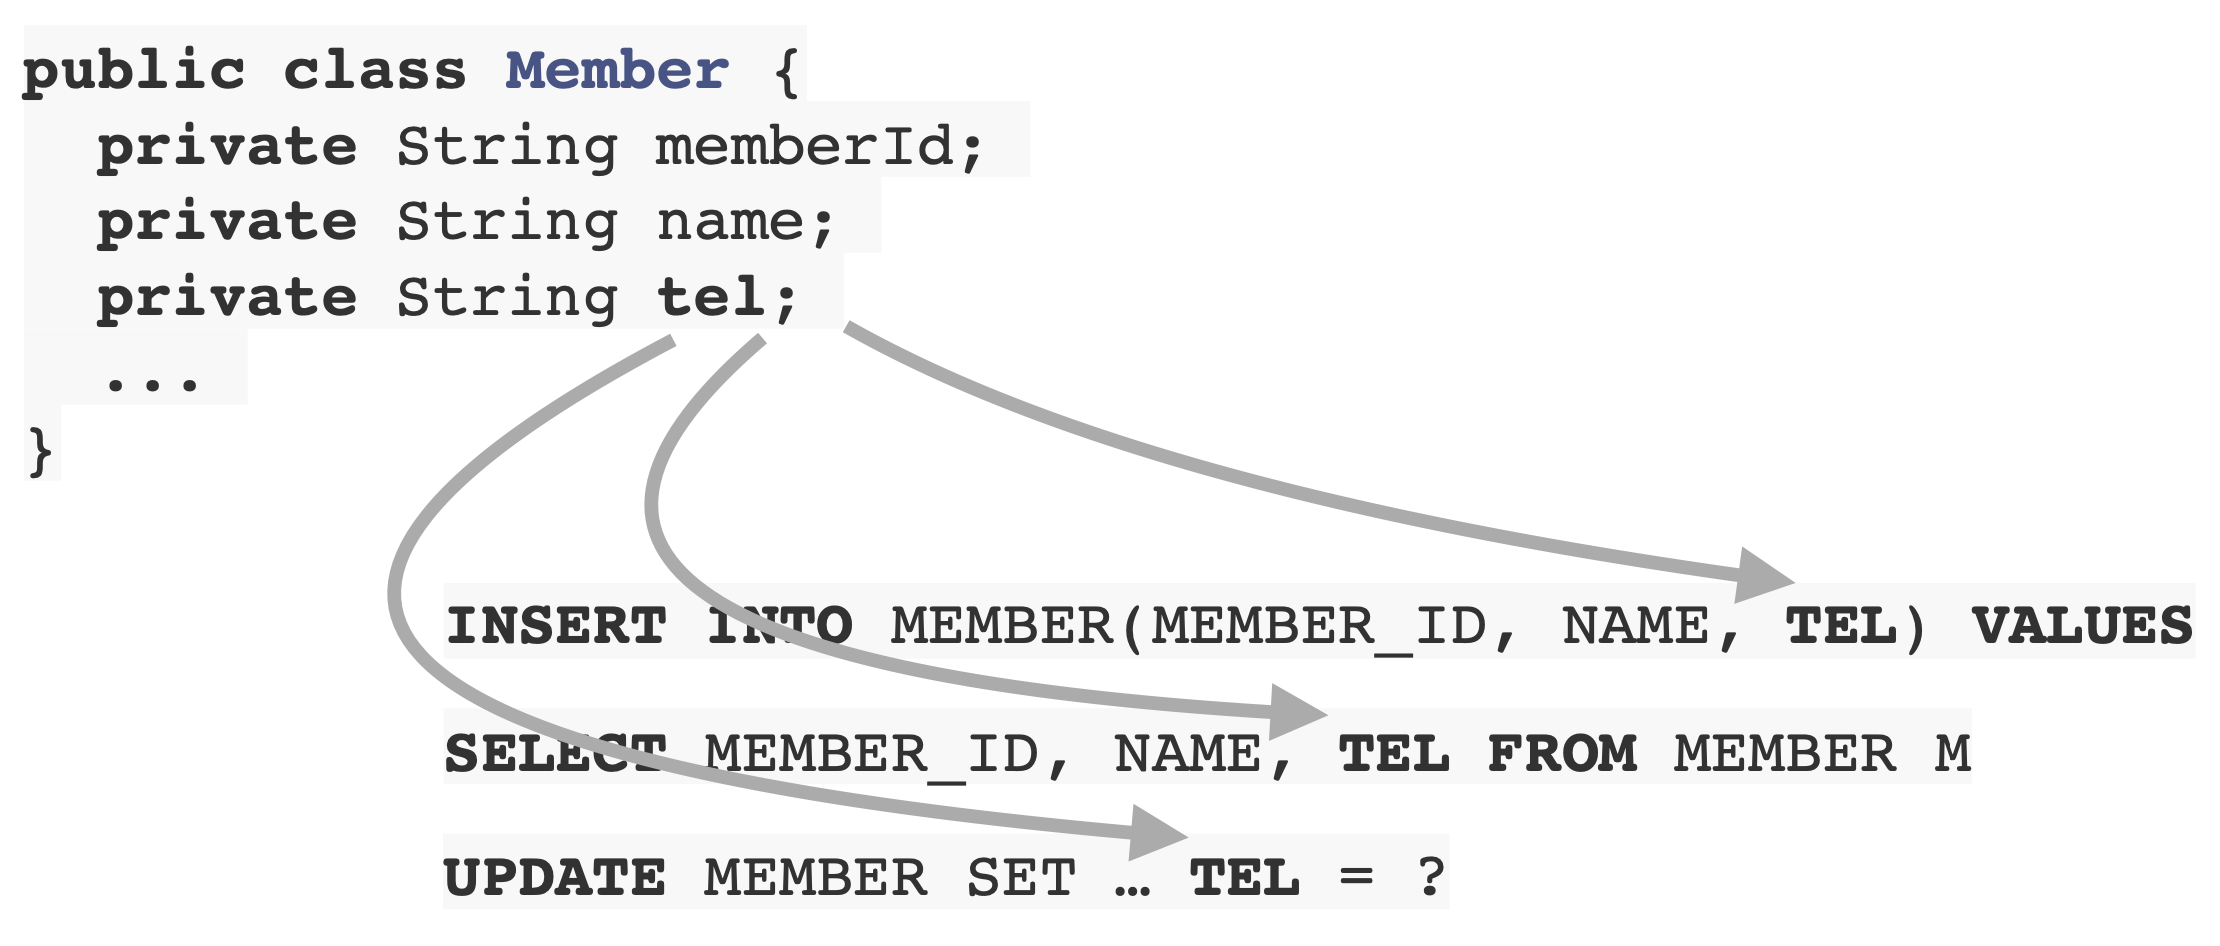 public class Member {
private String memberId;
private String name;
private String tel;
...
}
INSERT INTO MEMBER(MEMBER_ID, NAME, TEL) VALUES
SELECT MEMBER_ID, NAME, TEL FROM MEMBER M
UPDATE MEMBER SET … TEL = ?